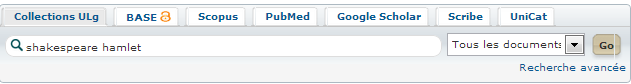 Collections ULg BASE Scopus PubMed Google Scholar Scribe UniCat
shakespeare hamlet Tous les documents Go
Recherche avancée